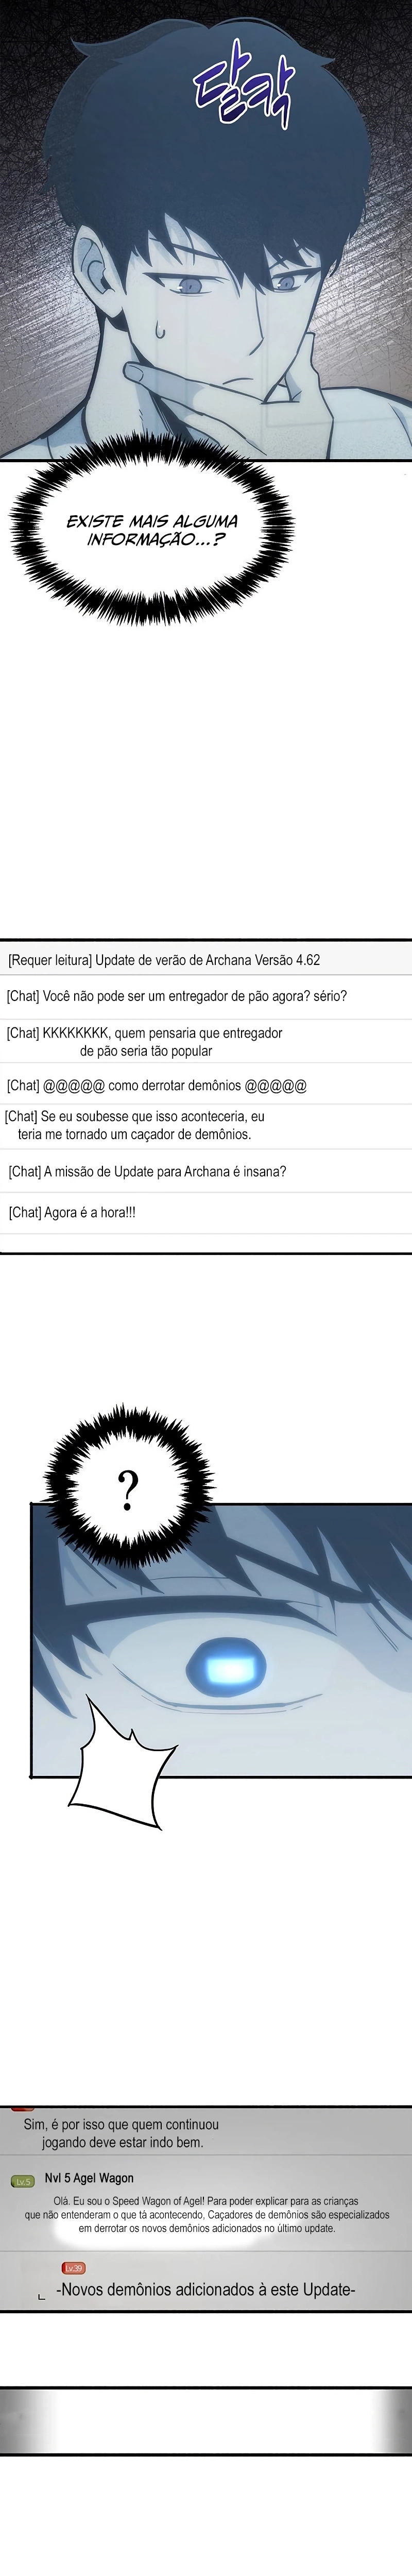 달칵
EXISTE MAIS ALGUMA
INFORMAÇÃO...?
[Requer leitura] Update de verão de Archana Versão 4.62
[Chat] Você não pode ser um entregador de pão agora? sério?
[Chat] KKKKKKKK, quem pensaria que entregador
de pão seria tão popular
[Chat] @@@@@ como derrotar demônios @@@@@
[Chat] Se eu soubesse que isso aconteceria, eu
teria me tornado um caçador de demônios.
[Chat] A missão de Update para Archana é insana?
[Chat] Agora é a hora!!!
?
Sim, é por isso que quem continuou
jogando deve estar indo bem.
Lv.5 Nvl 5 Agel Wagon
Olá. Eu sou o Speed Wagon of Agel! Para poder explicar para as crianças
que não entenderam o que tá acontecendo, Caçadores de demônios são especializados
em derrotar os novos demônios adicionados no último update.
Lv.39
-Novos demônios adicionados à este Update-